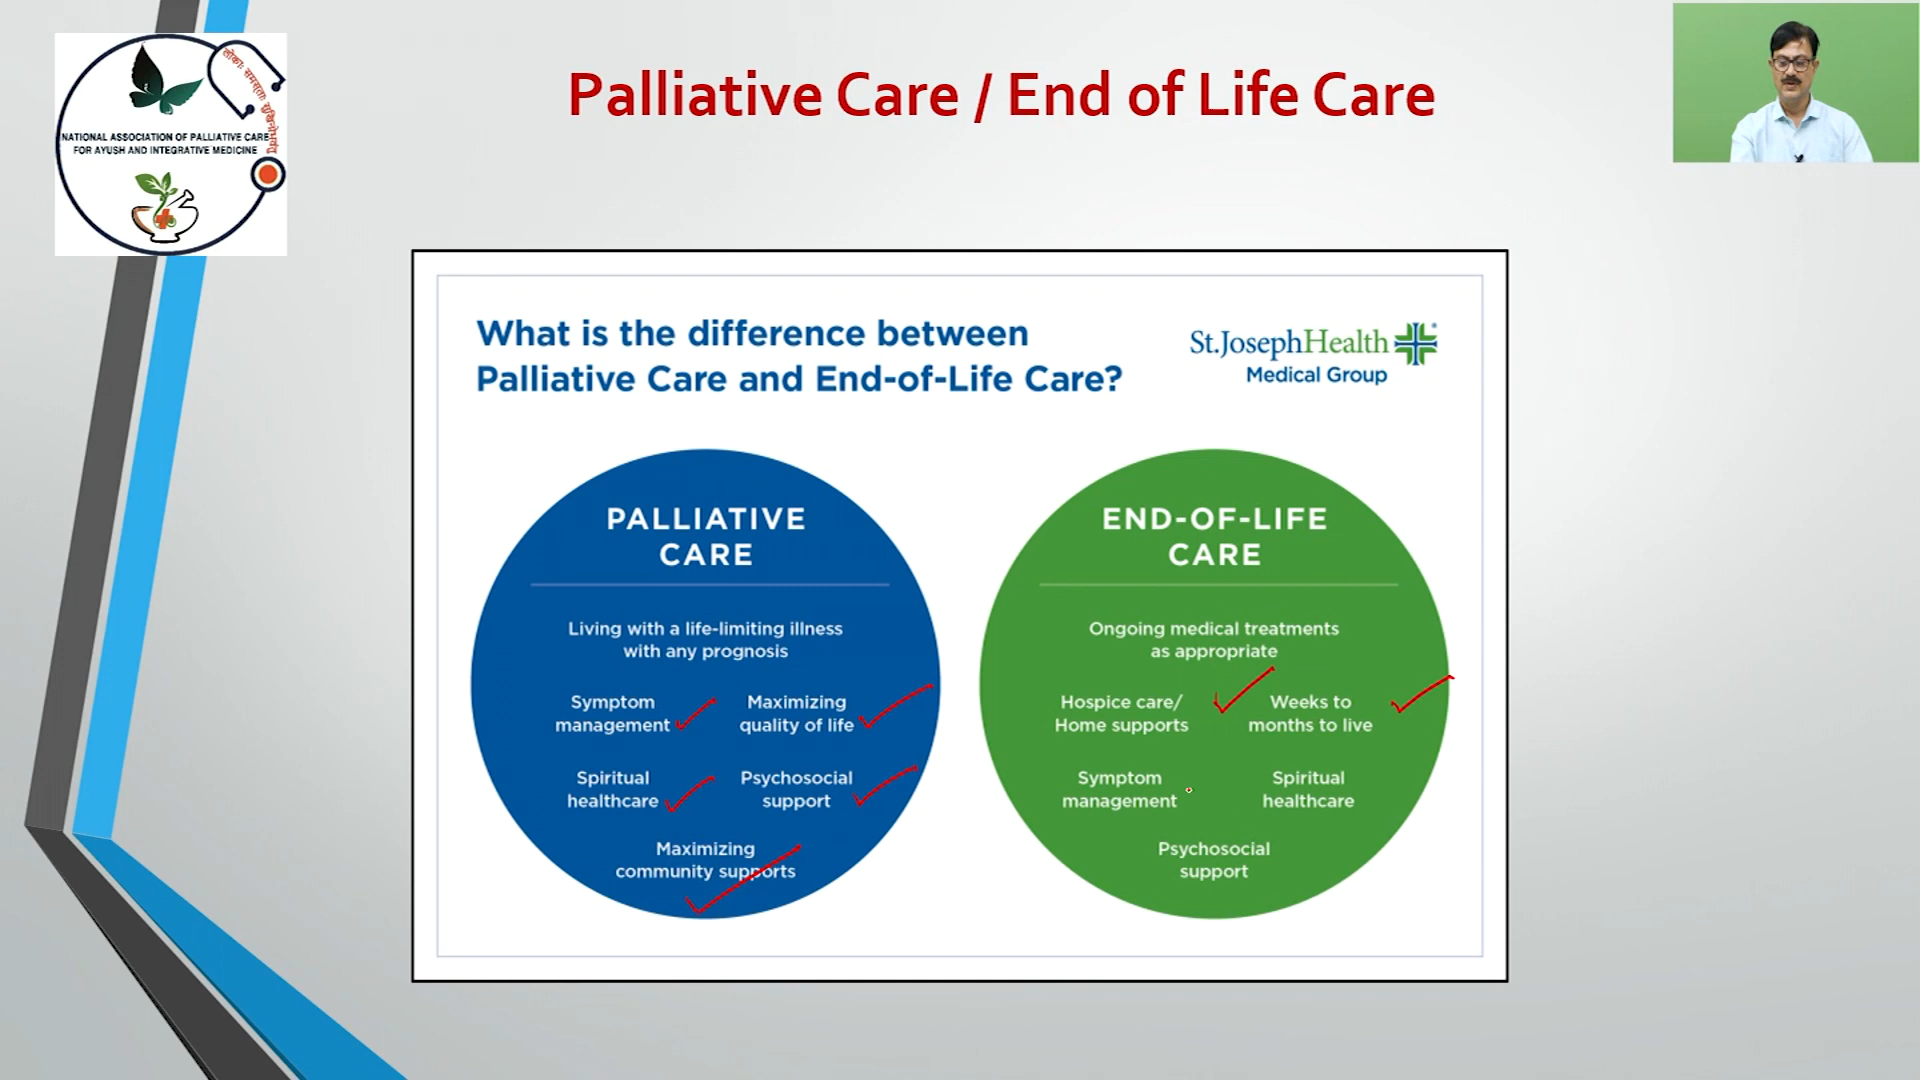 Palliative Care / End of Life Care
NATIONAL ASSOCIATION OF PALLIATIVE CARE
FOR AYUSH AND INTEGRATIVE MEDICINE
What is the difference between
Palliative Care and End-of-Life Care?
St.JosephHealth
Medical Group
PALLIATIVE
CARE
Living with a life-limiting illness
with any prognosis
Symptom
management
Maximizing
quality of life
Spiritual
healthcare
Psychosocial
support
Maximizing
community supports
END-OF-LIFE
CARE
Ongoing medical treatments
as appropriate
Hospice care/
Home supports
Weeks to
months to live
Symptom
management
Spiritual
healthcare
Psychosocial
support